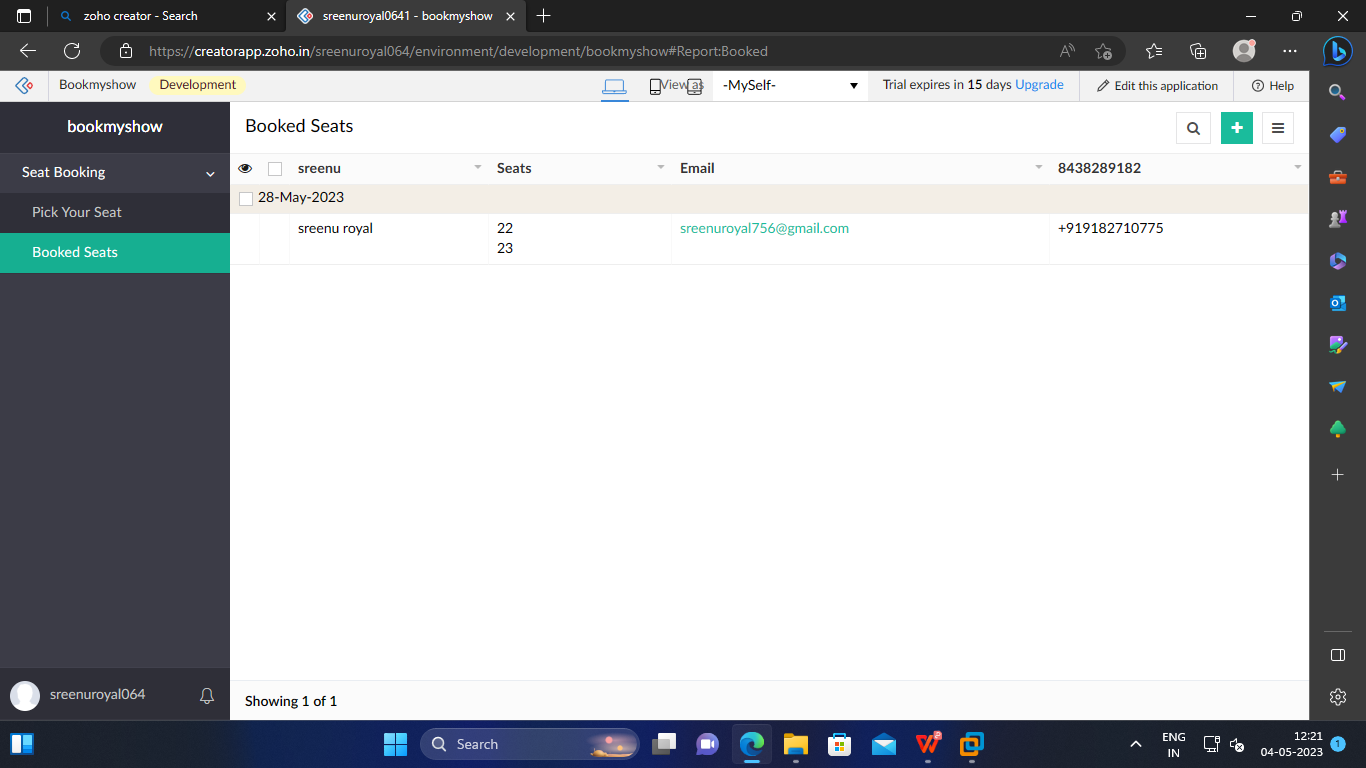 zoho creator - Search
sreenuroyal0641 - bookmyshow
https://creatorapp.zoho.in/sreenuroyal064/environment/development/bookmyshow#Report:Booked
Bookmyshow
Development
View as
-MySelf-
Trial expires in 15 days Upgrade
Edit this application
Help
bookmyshow
Seat Booking
Pick Your Seat
Booked Seats
Booked Seats
sreenu Seats Email 8438289182
28-May-2023
sreenu royal 22 sreenuroyal756@gmail.com +919182710775
23
Showing 1 of 1
sreenuroyal064
Search
ENG
IN
12:21
04-05-2023
1